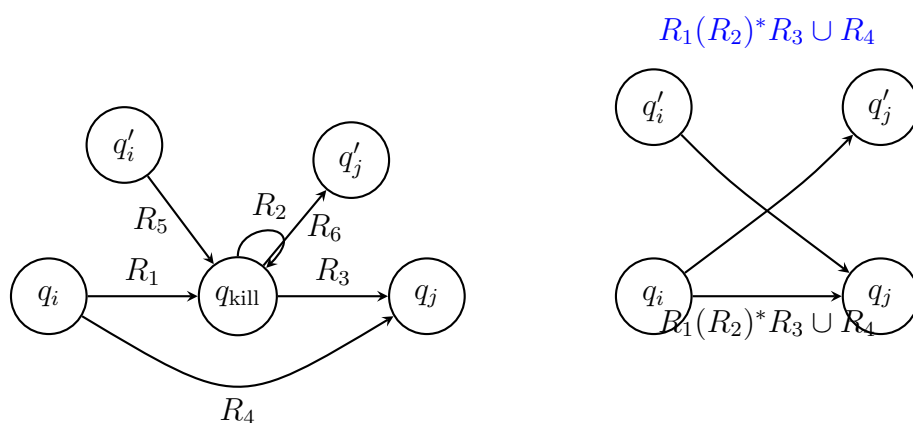 R₁(R₂)*R₃ ∪ R₄
q′ᵢ
q′ⱼ
R₅
R₂
R₆
qᵢ
R₁
q_kill
R₃
qⱼ
R₄
q′ᵢ
q′ⱼ
qᵢ
qⱼ
R₁(R₂)*R₃ ∪ R₄